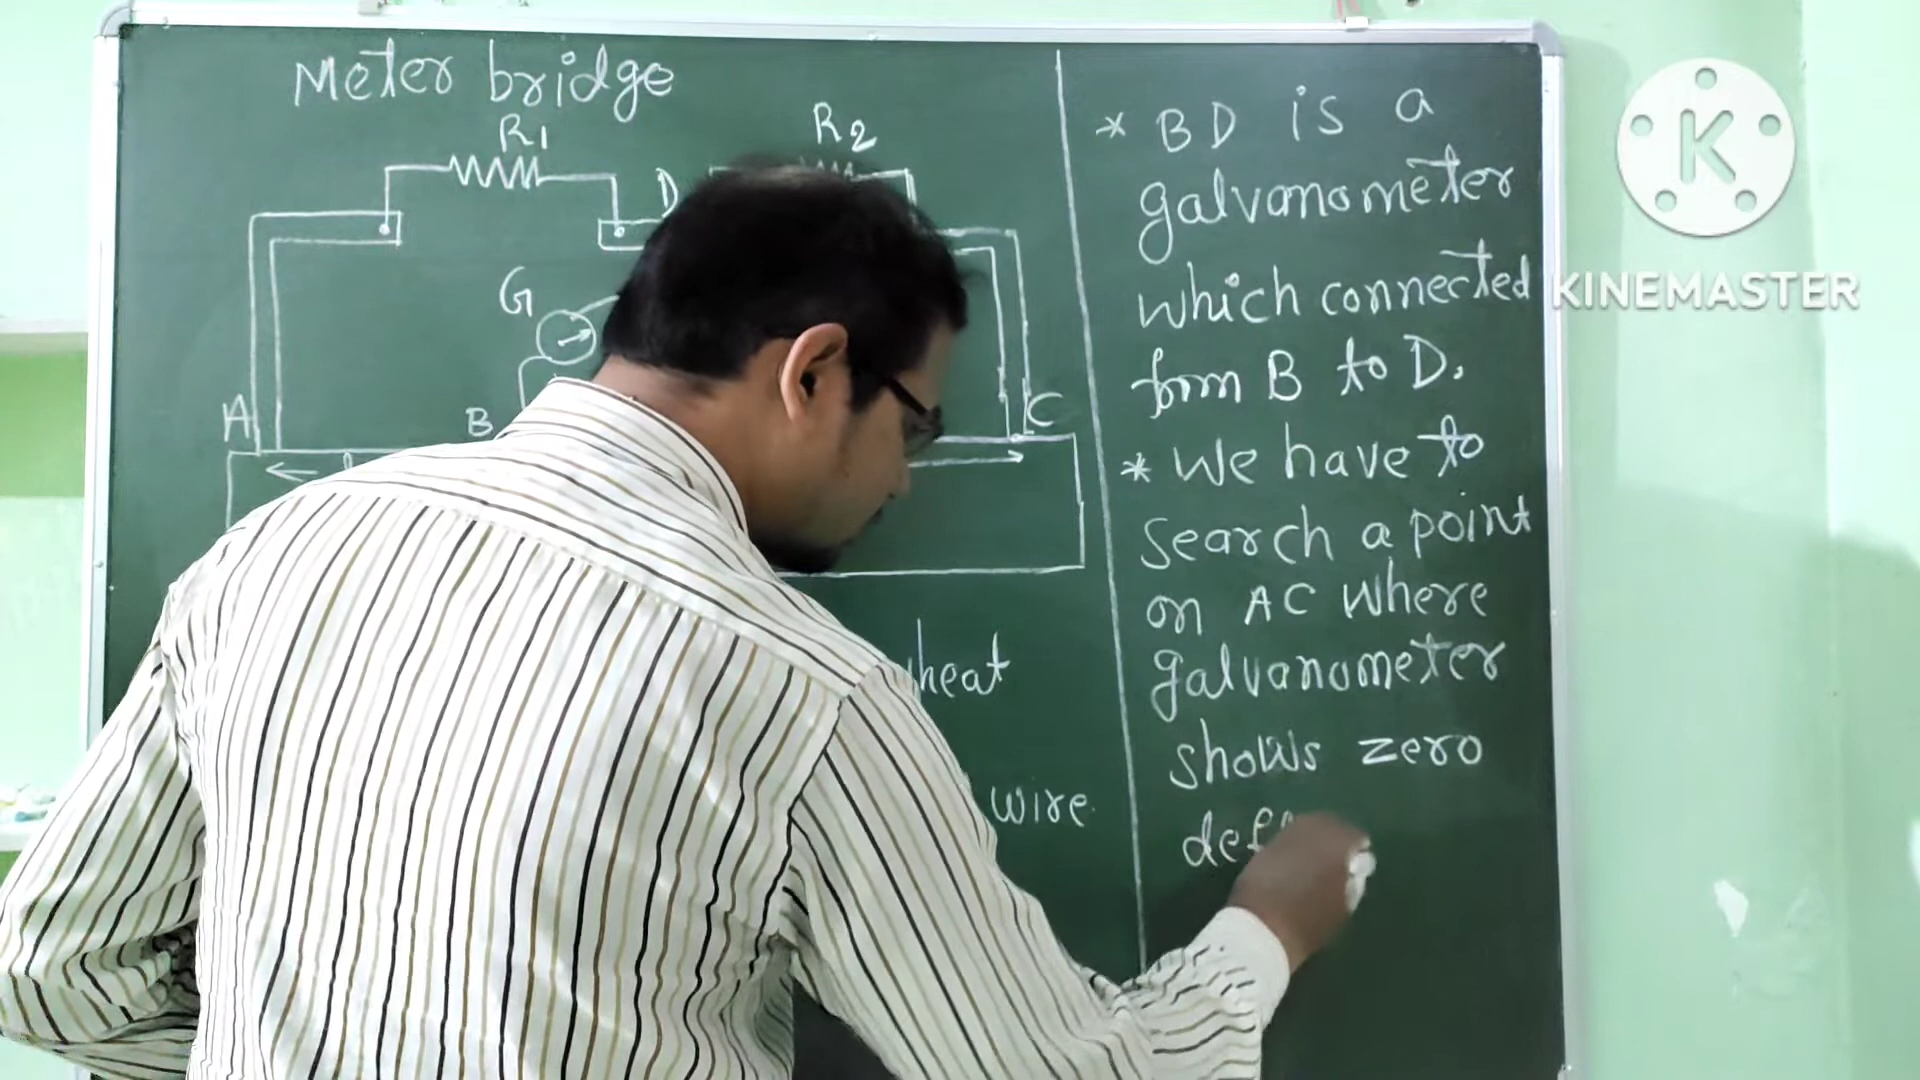 Meter bridge
R1
R2
D
G
A
B
C
heat
wire
* BD is a
galvanometer
which connected
from B to D.
* We have to
search a point
on AC where
galvanometer
shows zero
K
KINEMASTER